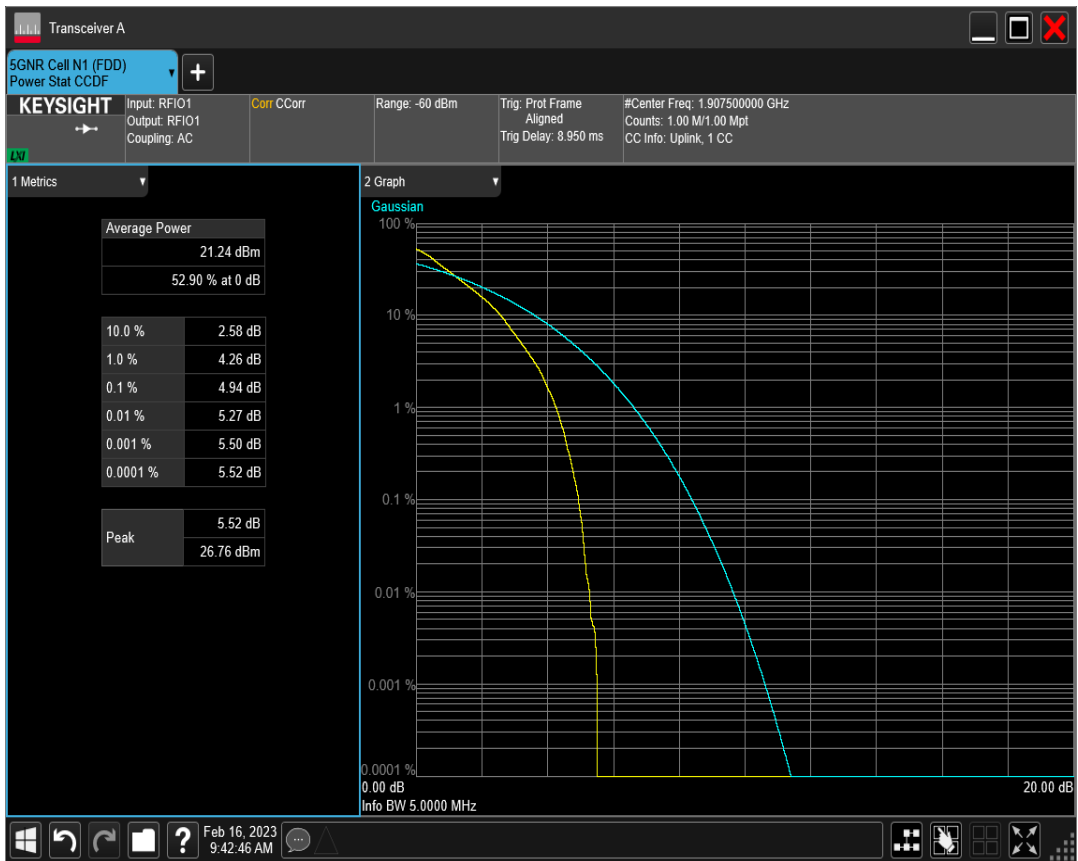 Transceiver A
5GNR Cell N1 (FDD)
Power Stat CCDF
+
KEYSIGHT
LXI
Input: RFIO1
Output: RFIO1
Coupling: AC
Corr CCorr
Range: -60 dBm
Trig: Prot Frame
Aligned
Trig Delay: 8.950 ms
#Center Freq: 1.907500000 GHz
Counts: 1.00 M/1.00 Mpt
CC Info: Uplink, 1 CC
1 Metrics
Average Power
21.24 dBm
52.90 % at 0 dB
10.0 % 2.58 dB
1.0 % 4.26 dB
0.1 % 4.94 dB
0.01 % 5.27 dB
0.001 % 5.50 dB
0.0001 % 5.52 dB
Peak
5.52 dB
26.76 dBm
2 Graph
Gaussian
100 %
10 %
1 %
0.1 %
0.01 %
0.001 %
0.0001 %
0.00 dB 20.00 dB
Info BW 5.0000 MHz
?
Feb 16, 2023
9:42:46 AM